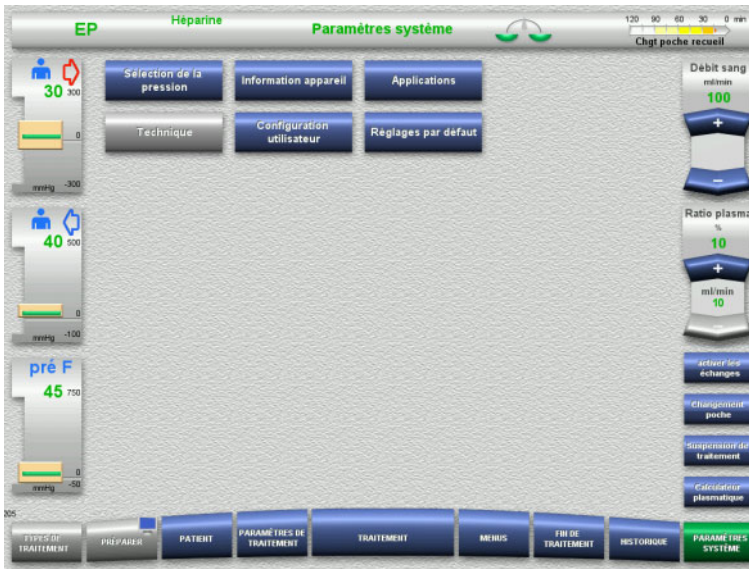 EP
Héparine
Paramètres système
120 90 60 30 0 min
Chgt poche recueil
30 300
0
mmHg -300
40 500
0
mmHg -100
pré F
45 750
0
mmHg -50
205
Sélection de la
pression
Information appareil
Applications
Technique
Configuration
utilisateur
Réglages par défaut
Débit sang
ml/min
100
+
−
Ratio plasma
%
10
+
ml/min
10
−
activer les
échanges
Changement
poche
Suspension de
traitement
Calculateur
plasmatique
TYPES DE
TRAITEMENT
PRÉPARER
PATIENT
PARAMÈTRES DE
TRAITEMENT
TRAITEMENT
MENUS
FIN DE
TRAITEMENT
HISTORIQUE
PARAMÈTRES
SYSTÈME